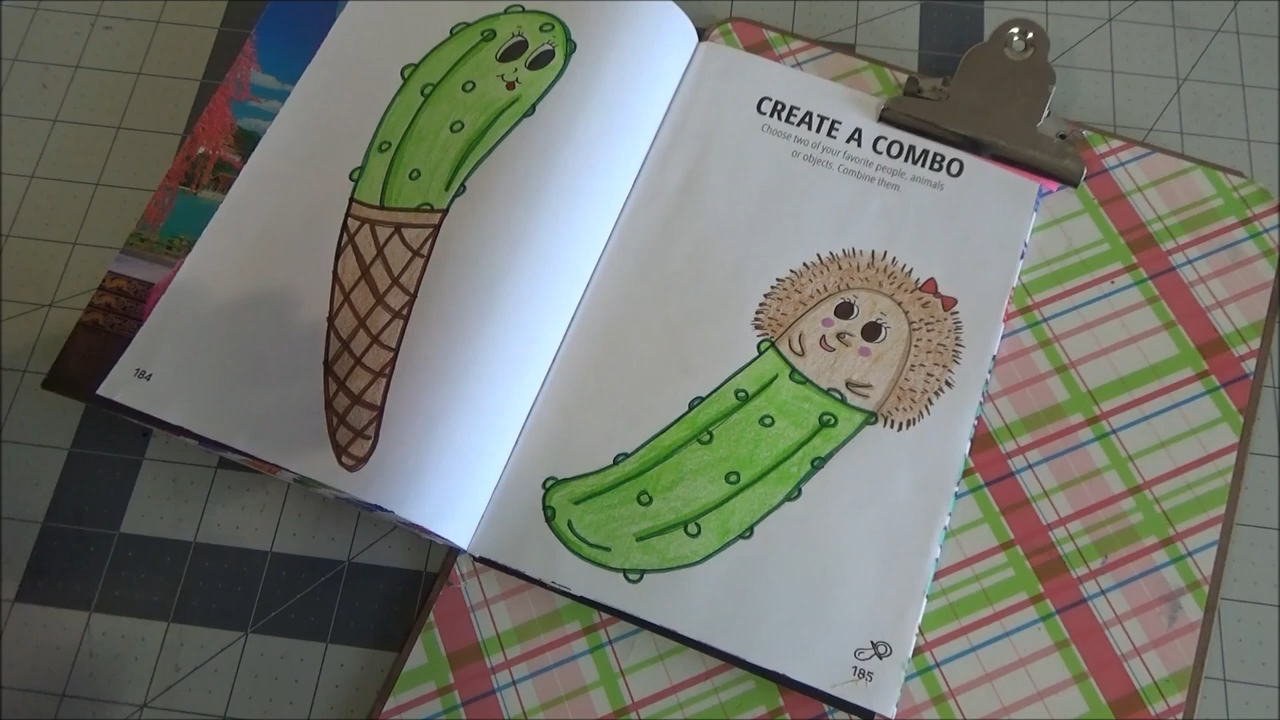 184
CREATE A COMBO
Choose two of your favorite people, animals
or objects. Combine them.
185